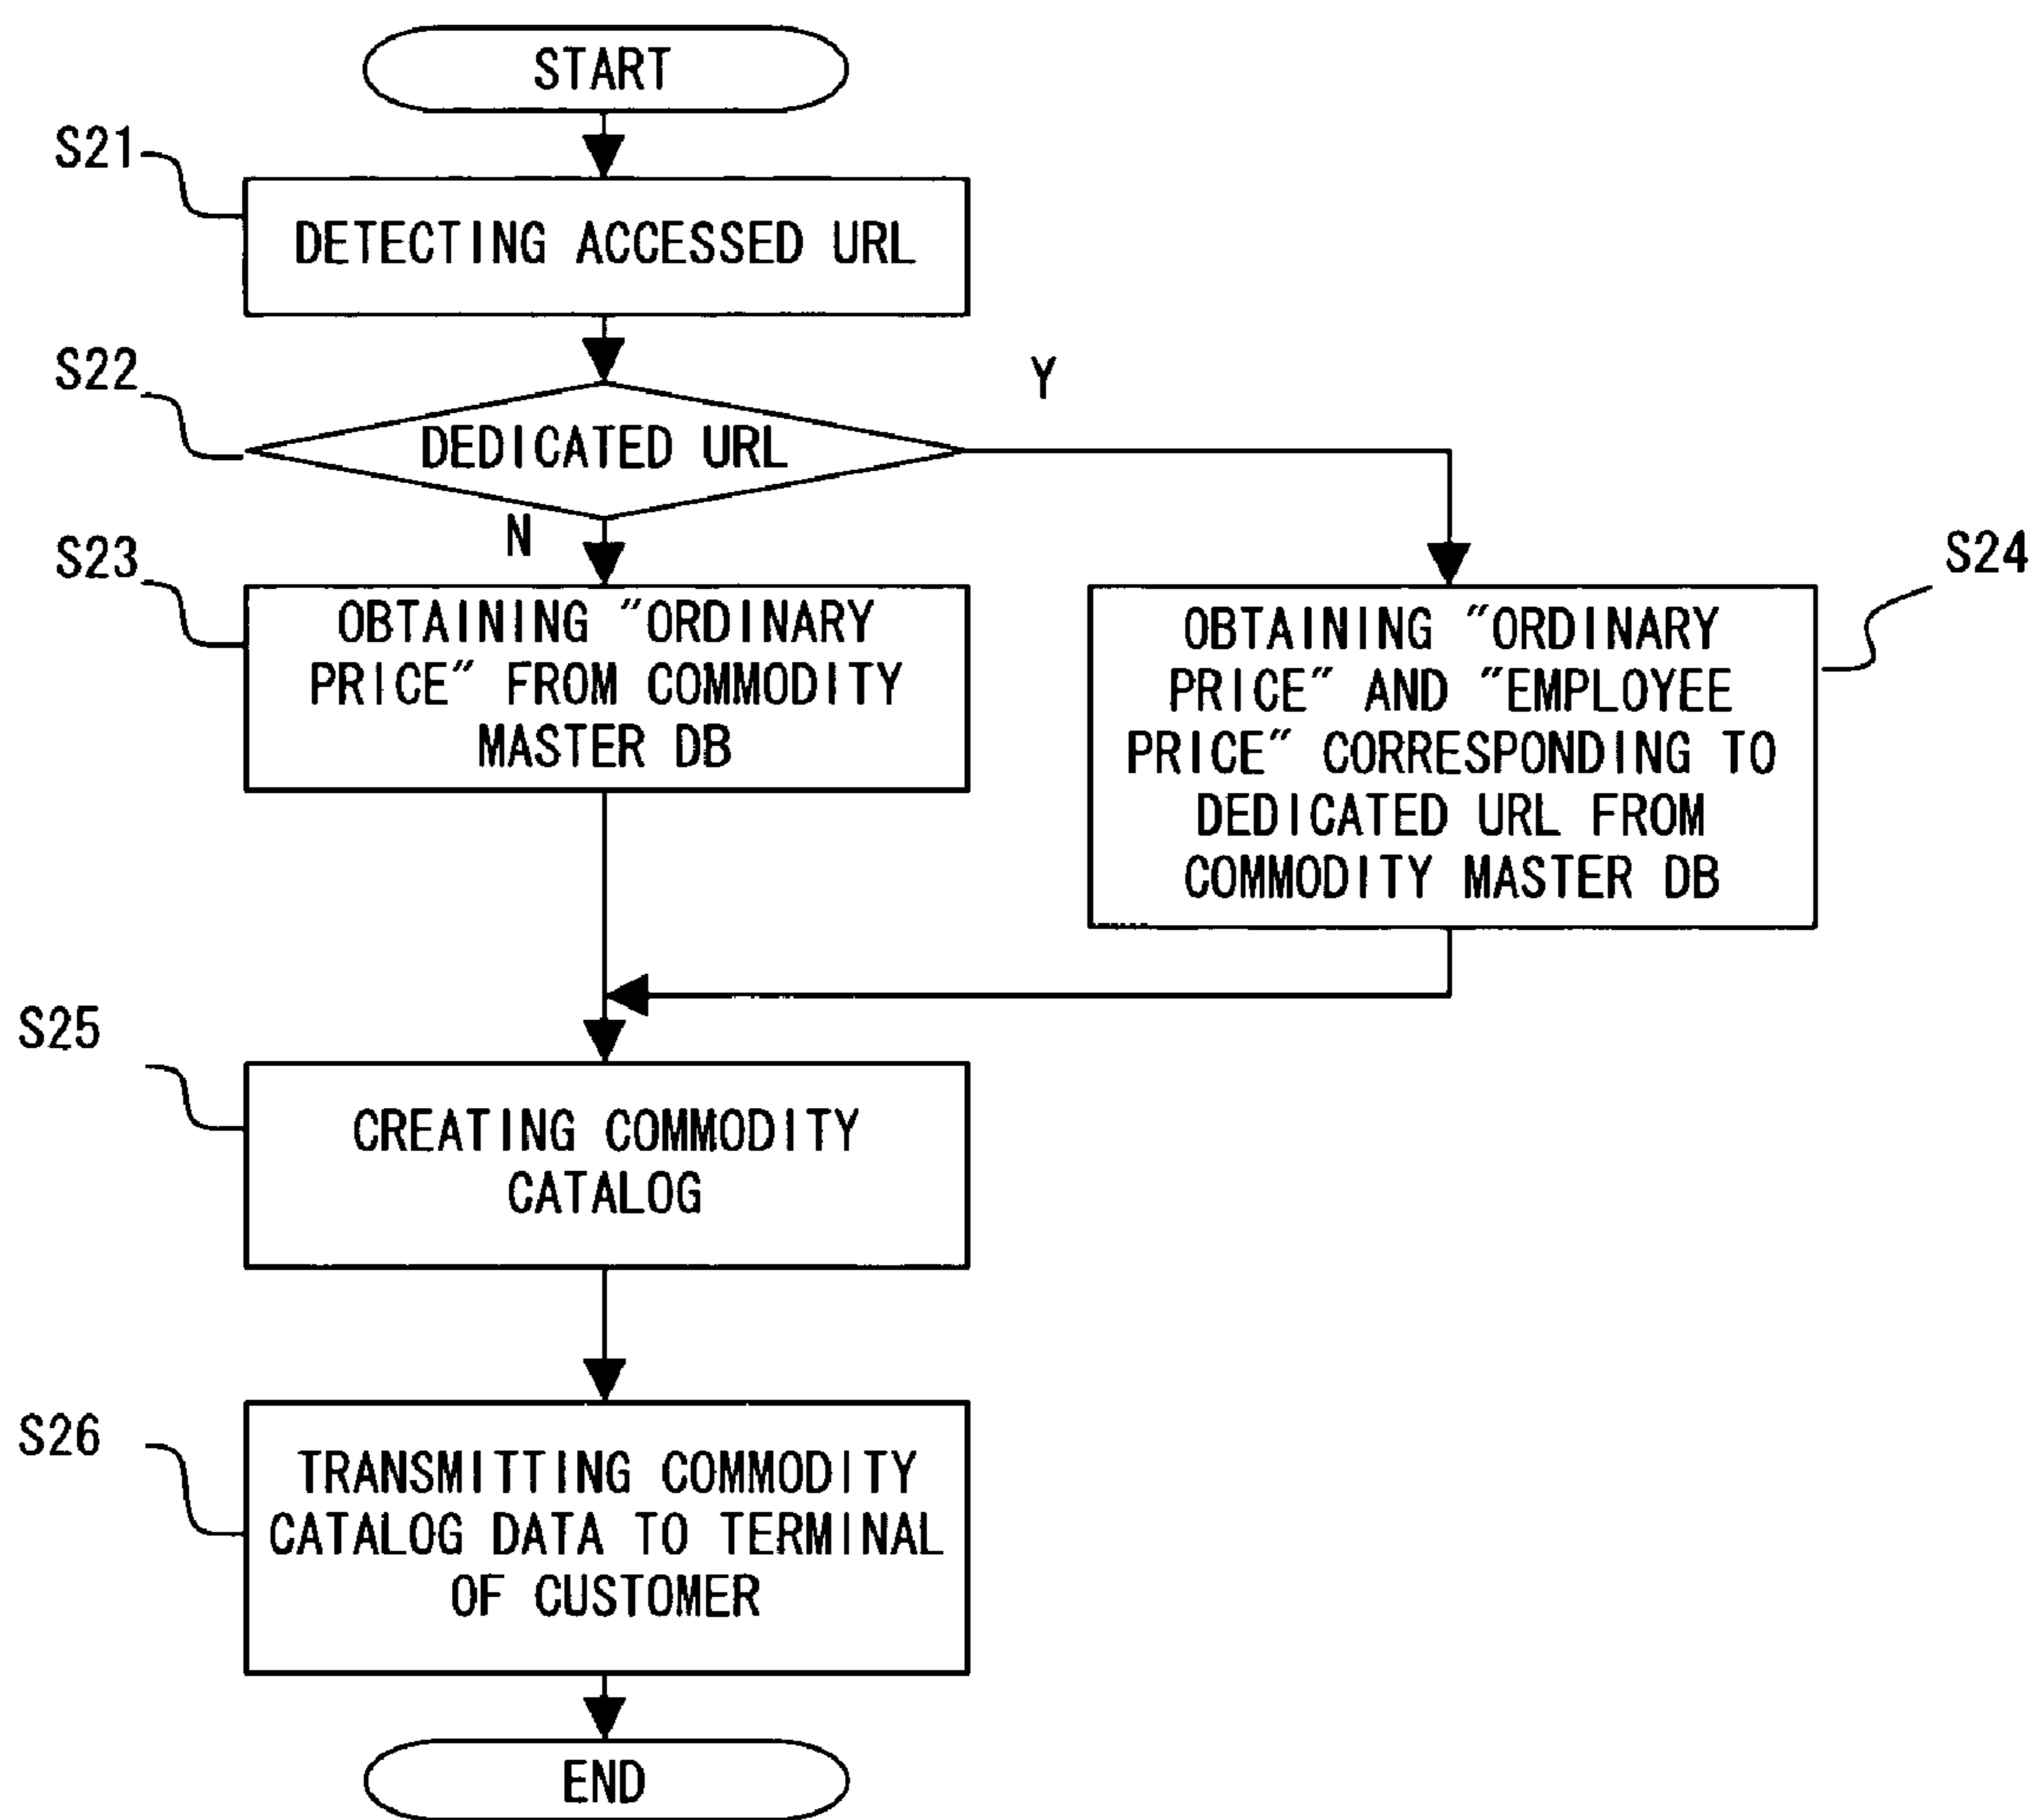 START
S21
DETECTING ACCESSED URL
S22
DEDICATED URL
Y
N
S23
OBTAINING "ORDINARY
PRICE" FROM COMMODITY
MASTER DB
S24
OBTAINING "ORDINARY
PRICE" AND "EMPLOYEE
PRICE" CORRESPONDING TO
DEDICATED URL FROM
COMMODITY MASTER DB
S25
CREATING COMMODITY
CATALOG
S26
TRANSMITTING COMMODITY
CATALOG DATA TO TERMINAL
OF CUSTOMER
END